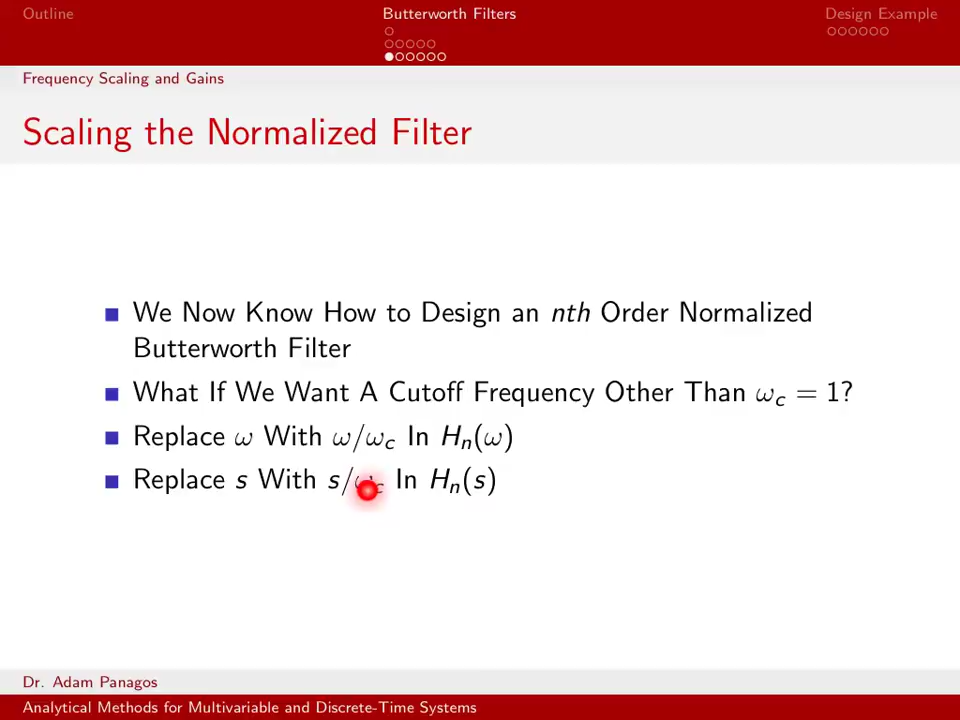 Outline
Butterworth Filters
Design Example
Frequency Scaling and Gains
Scaling the Normalized Filter
We Now Know How to Design an nth Order Normalized
Butterworth Filter
What If We Want A Cutoff Frequency Other Than ω_c = 1?
Replace ω With ω/ω_c In H_n(ω)
Replace s With s/ω_c In H_n(s)
Dr. Adam Panagos
Analytical Methods for Multivariable and Discrete-Time Systems